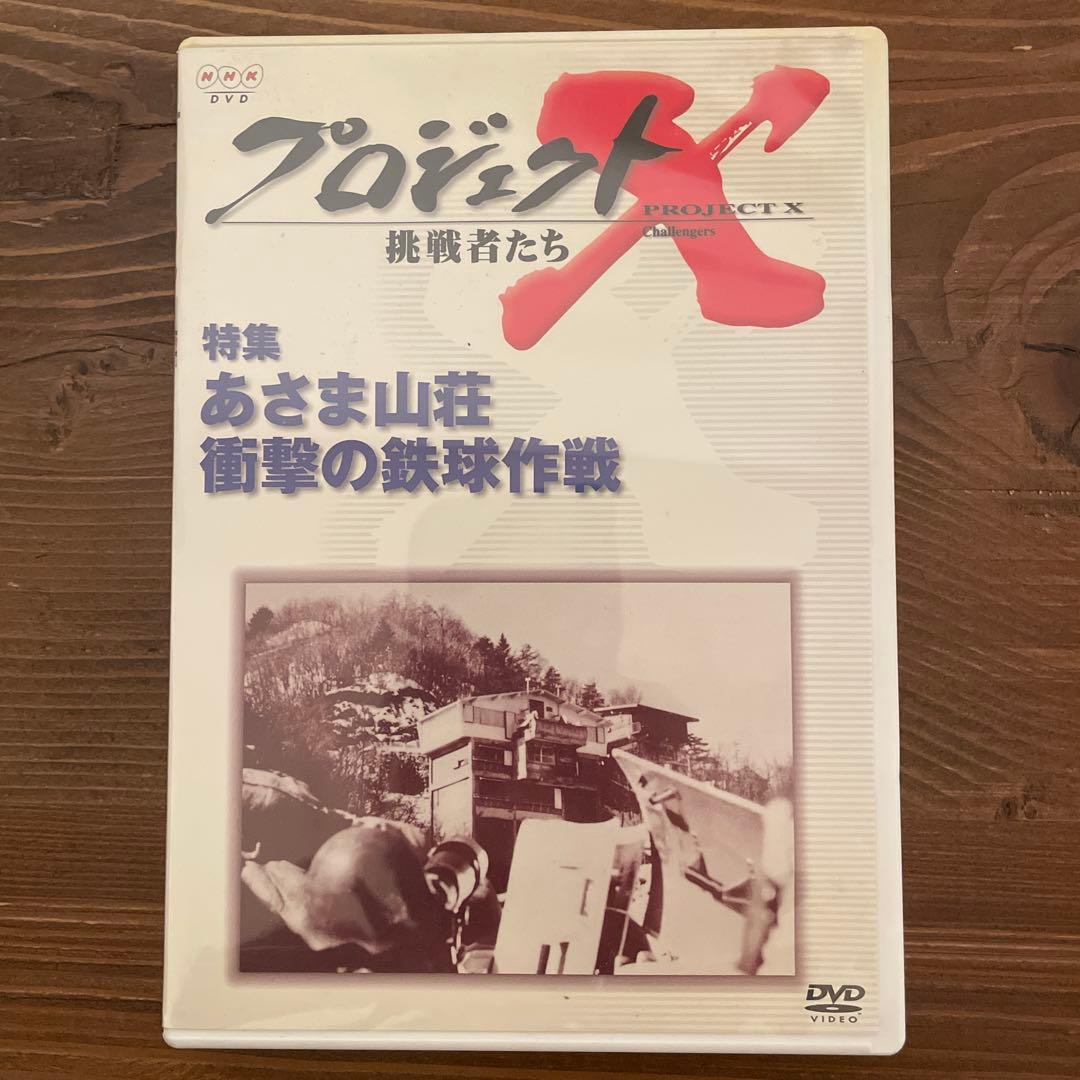 NHK
DVD
プロジェクトX
PROJECT X
挑戦者たち
Challengers
特集
あさま山荘
衝撃の鉄球作戦
DVD
VIDEO